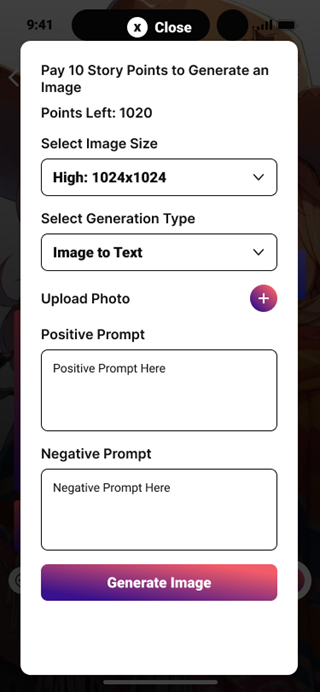 9:41
x Close
Pay 10 Story Points to Generate an
Image
Points Left: 1020
Select Image Size
High: 1024x1024
Select Generation Type
Image to Text
Upload Photo
Positive Prompt
Positive Prompt Here
Negative Prompt
Negative Prompt Here
Generate Image